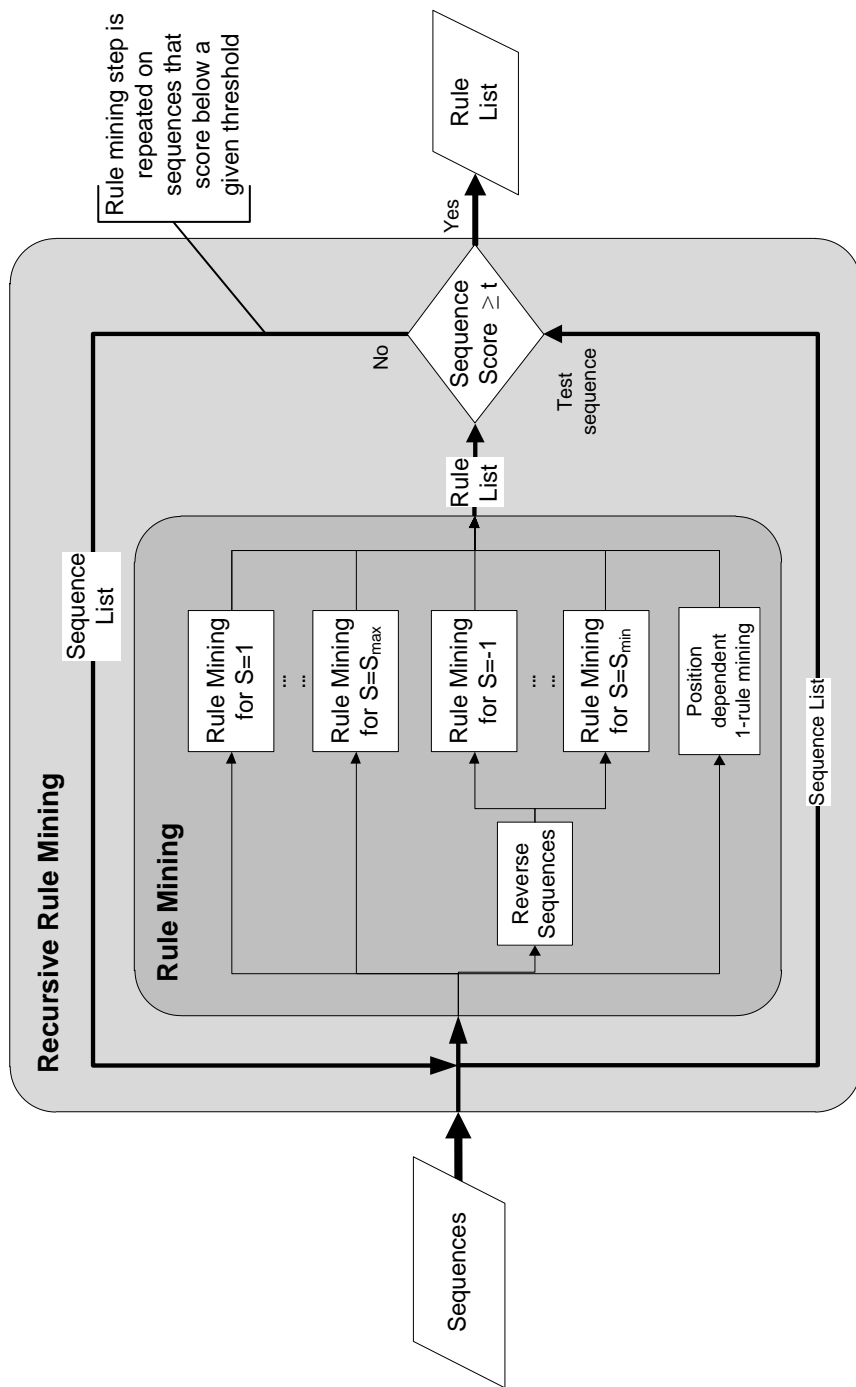 Recursive Rule Mining
Rule mining step is
repeated on
sequences that
score below a
given threshold
Sequence
List
Rule Mining
Sequences
Reverse
Sequences
Rule Mining
for S=1
... ...
Rule Mining
for S=Smax
Rule Mining
for S=-1
... ...
Rule Mining
for S=Smin
Position
dependent
1-rule mining
Rule
List
No
Sequence
Score ≥ t
Yes
Rule
List
Test
sequence
Sequence List